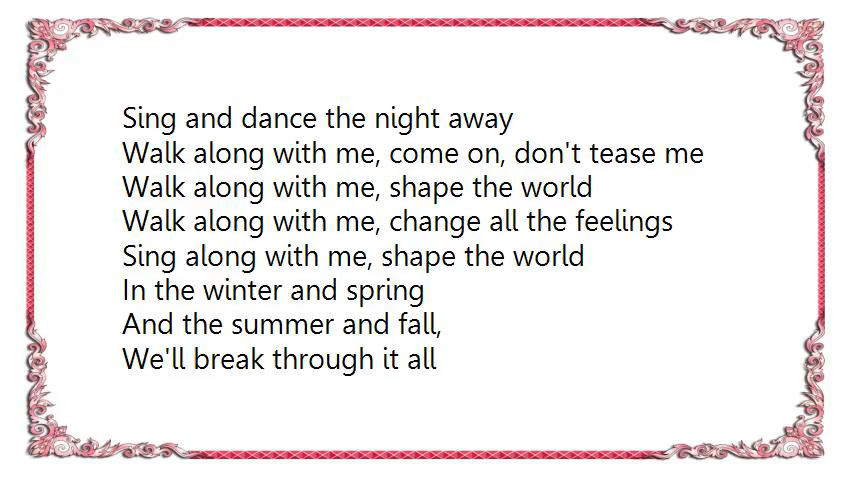 Sing and dance the night away
Walk along with me, come on, don't tease me
Walk along with me, shape the world
Walk along with me, change all the feelings
Sing along with me, shape the world
In the winter and spring
And the summer and fall,
We'll break through it all